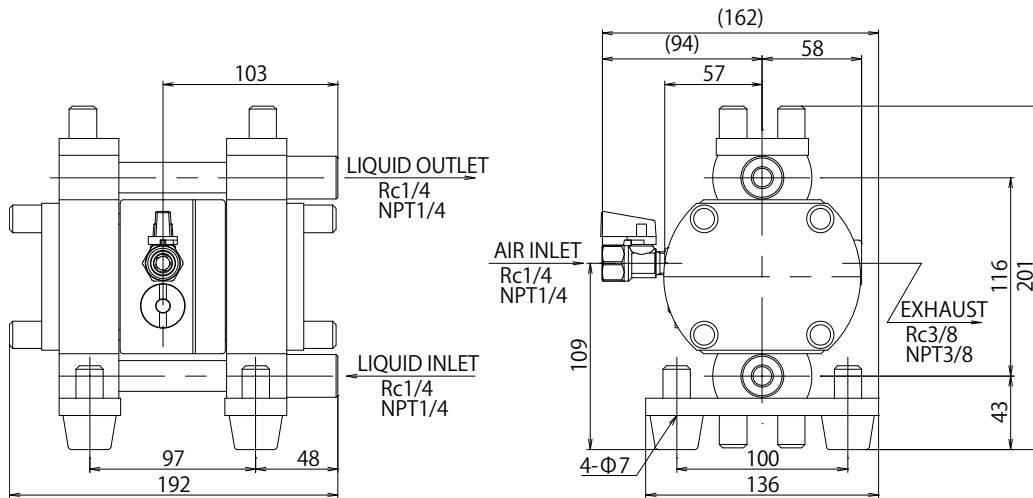 103
LIQUID OUTLET
Rc1/4
NPT1/4
LIQUID INLET
Rc1/4
NPT1/4
97
48
192
(162)
(94)
58
57
AIR INLET
Rc1/4
NPT1/4
109
116
201
EXHAUST
Rc3/8
NPT3/8
43
4-Φ7
100
136